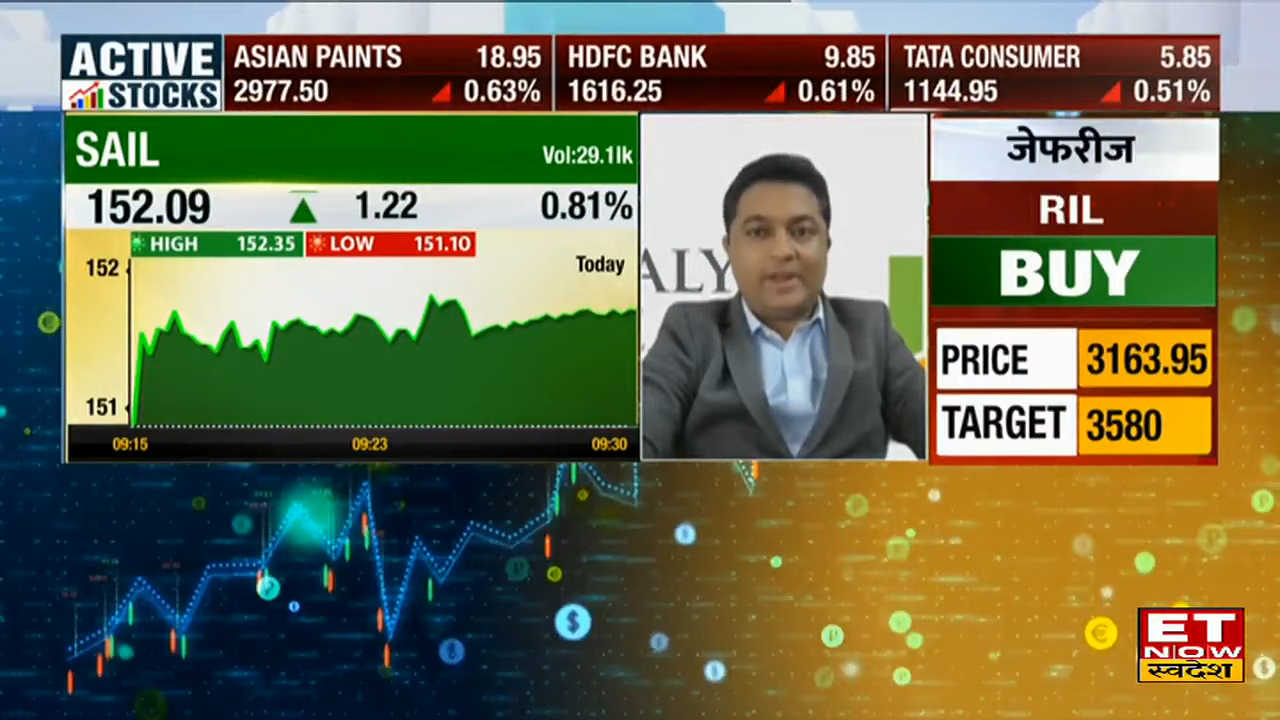 ACTIVE
STOCKS
ASIAN PAINTS 18.95
2977.50 0.63%
HDFC BANK 9.85
1616.25 0.61%
TATA CONSUMER 5.85
1144.95 0.51%
SAIL
Vol:29.1lk
152.09 1.22 0.81%
HIGH 152.35 LOW 151.10
Today
152
151
09:15 09:23 09:30
ALY
जेफरीज
RIL
BUY
PRICE 3163.95
TARGET 3580
ET
NOW
स्वदेश